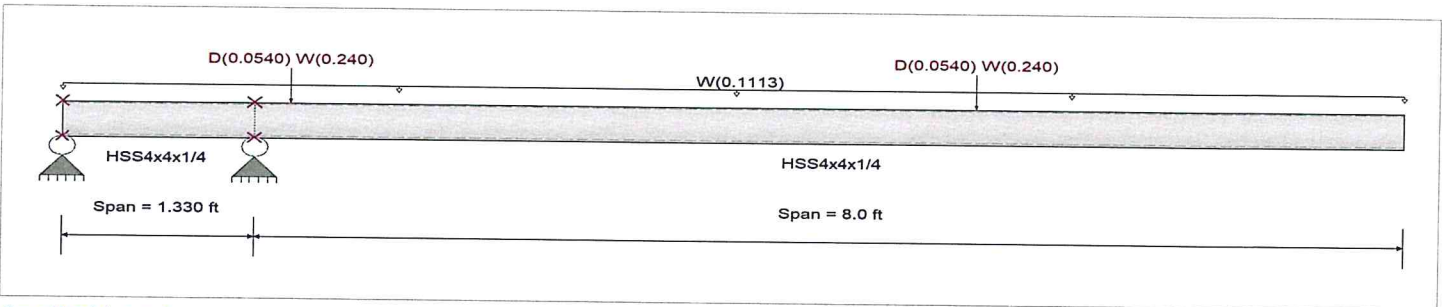 D(0.0540) W(0.240)
D(0.0540) W(0.240)
W(0.1113)
HSS4x4x1/4
HSS4x4x1/4
Span = 1.330 ft
Span = 8.0 ft